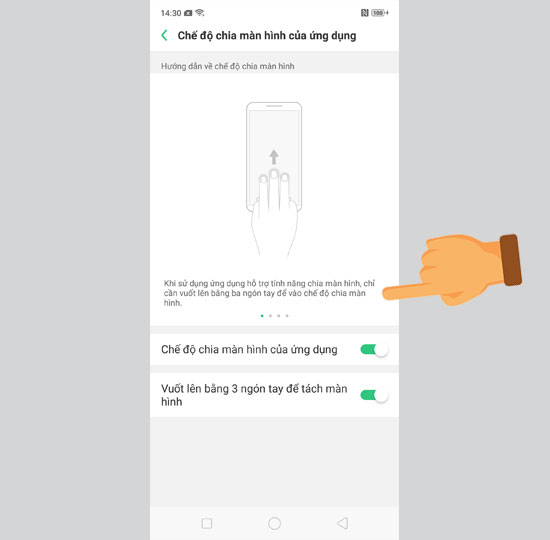 14:30
100
Chế độ chia màn hình của ứng dụng
Hướng dẫn về chế độ chia màn hình
Khi sử dụng ứng dụng hỗ trợ tính năng chia màn hình, chỉ
cần vuốt lên bằng ba ngón tay để vào chế độ chia màn
hình.
Chế độ chia màn hình của ứng dụng
Vuốt lên bằng 3 ngón tay để tách màn
hình